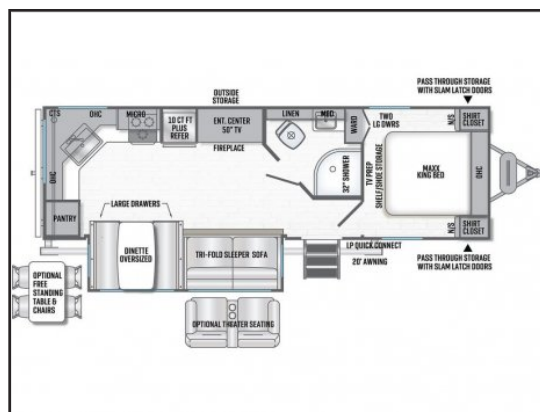 PASS THROUGH STORAGE
WITH SLAM LATCH DOORS
OUTSIDE
STORAGE
CTS
OHC
MICRO
10 CT FT
PLUS
REFER
ENT. CENTER
50" TV
FIREPLACE
LINEN
MED
WARD
TWO
LG DWRS
N/S
SHIRT
CLOSET
OHC
32" SHOWER
TV PREP
SHELF/SHOE STORAGE
MAXX
KING BED
OHC
PANTRY
LARGE DRAWERS
DINETTE
OVERSIZED
TRI-FOLD SLEEPER SOFA
N/S
SHIRT
CLOSET
LP QUICK CONNECT
20' AWNING
PASS THROUGH STORAGE
WITH SLAM LATCH DOORS
OPTIONAL
FREE
STANDING
TABLE &
CHAIRS
OPTIONAL THEATER SEATING